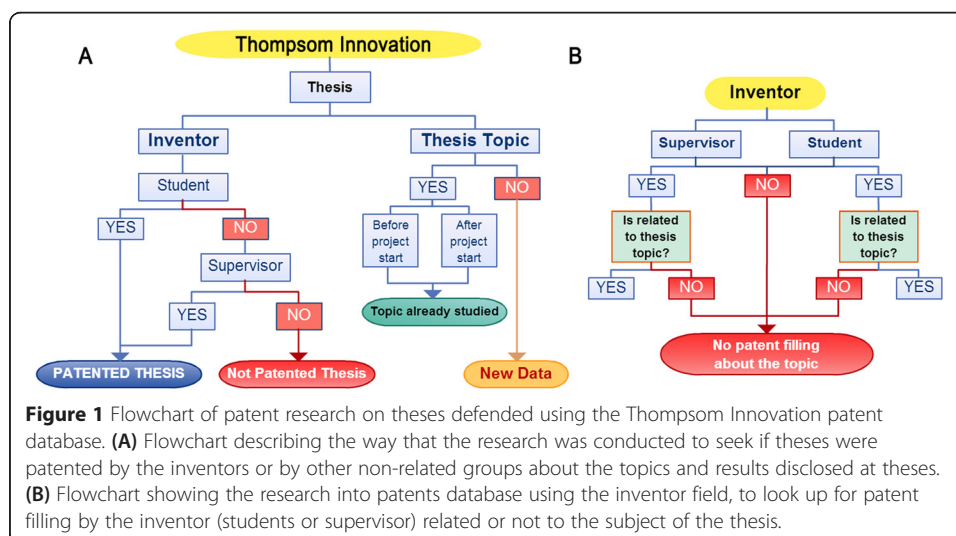 A
Thompsom Innovation
Thesis
Inventor
Thesis Topic
Student
YES
NO
YES
NO
Before
project
start
After
project
start
Supervisor
YES
NO
Topic already studied
PATENTED THESIS
Not Patented Thesis
New Data
B
Inventor
Supervisor
Student
YES
NO
YES
Is related
to thesis
topic?
Is related
to thesis
topic?
YES
NO
NO
YES
No patent filling
about the topic
Figure 1 Flowchart of patent research on theses defended using the Thompsom Innovation patent
database. (A) Flowchart describing the way that the research was conducted to seek if theses were
patented by the inventors or by other non-related groups about the topics and results disclosed at theses.
(B) Flowchart showing the research into patents database using the inventor field, to look up for patent
filling by the inventor (students or supervisor) related or not to the subject of the thesis.